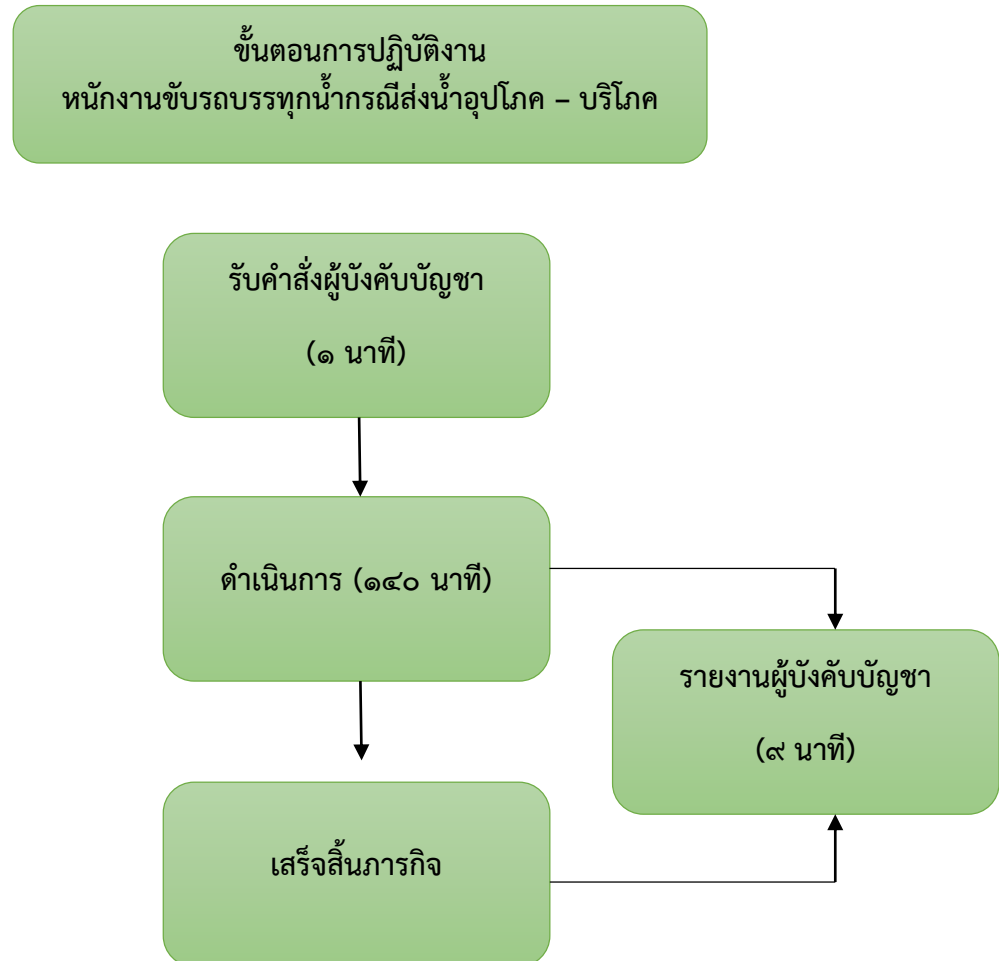 ขั้นตอนการปฏิบัติงาน
หนักงานขับรถบรรทุกน้ำกรณีส่งน้ำอุปโภค – บริโภค
รับคำสั่งผู้บังคับบัญชา
(๑ นาที)
ดำเนินการ (๑๔๐ นาที)
รายงานผู้บังคับบัญชา
(๙ นาที)
เสร็จสิ้นภารกิจ